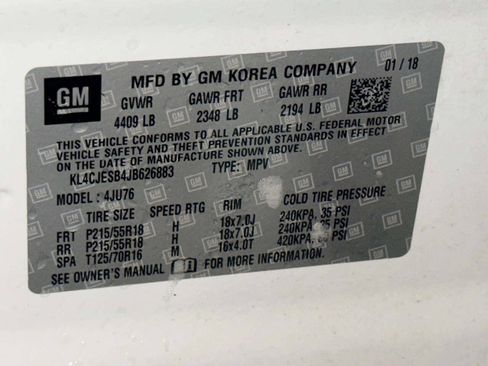 GM MFD BY GM KOREA COMPANY 01 / 18
GVWR GAWR FRT GAWR RR
4409 LB 2348 LB 2194 LB
THIS VEHICLE CONFORMS TO ALL APPLICABLE U.S. FEDERAL MOTOR
VEHICLE SAFETY AND THEFT PREVENTION STANDARDS IN EFFECT
ON THE DATE OF MANUFACTURE SHOWN ABOVE.
KL4CJESB4JB626883 TYPE: MPV
MODEL : 4JU76
TIRE SIZE SPEED RTG RIM COLD TIRE PRESSURE
FRT P215/55R18 H 18x7.0J 240KPA, 35 PSI
RR P215/55R18 H 18x7.0J 240KPA, 35 PSI
SPA T125/70R16 M 16x4.0T 420KPA, PSI
SEE OWNER'S MANUAL FOR MORE INFORMATION